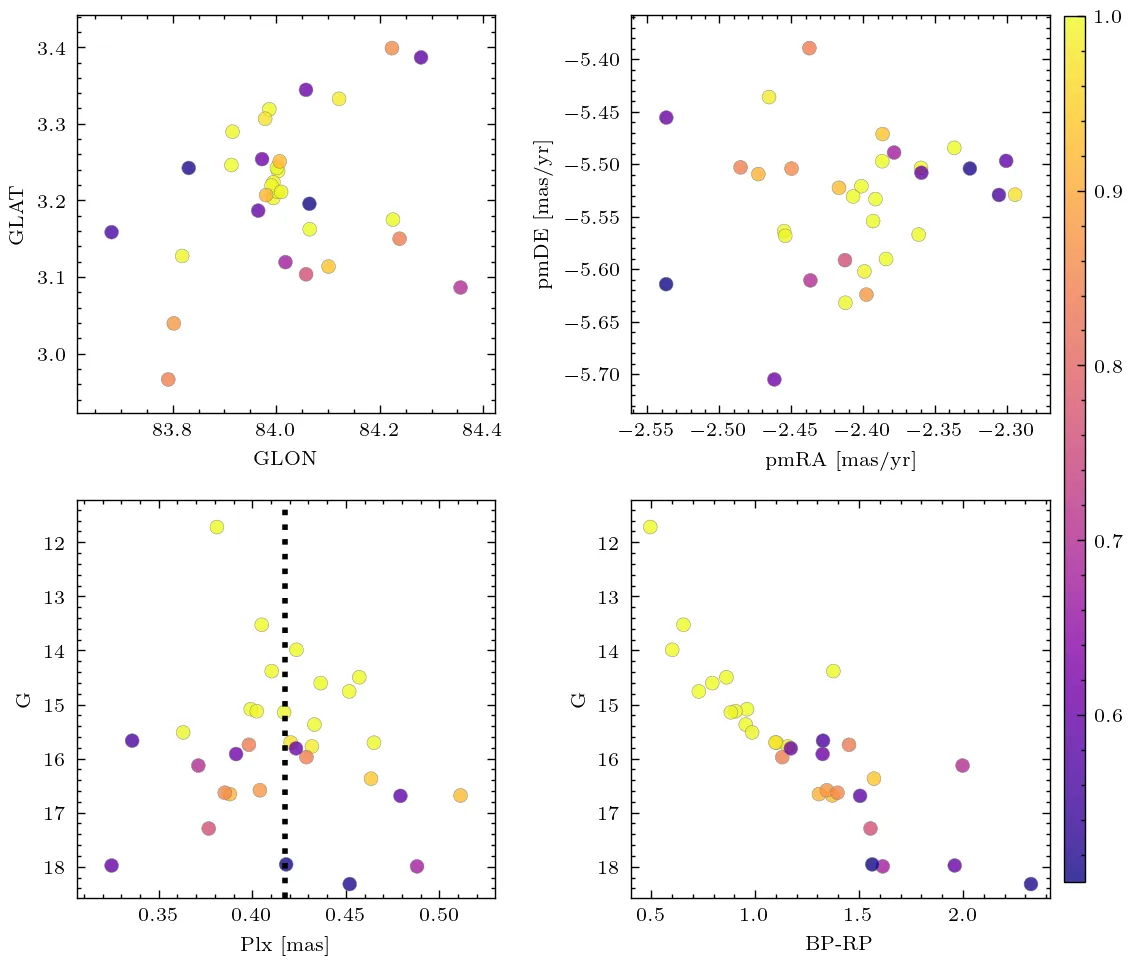 3.4
3.3
3.2
3.1
3.0
GLAT
83.8 84.0 84.2 84.4
GLON
−5.40
−5.45
−5.50
−5.55
−5.60
−5.65
−5.70
pmDE [mas/yr]
−2.55 −2.50 −2.45 −2.40 −2.35 −2.30
pmRA [mas/yr]
1.0
0.9
0.8
0.7
0.6
12
13
14
15
16
17
18
G
0.35 0.40 0.45 0.50
Plx [mas]
12
13
14
15
16
17
18
G
0.5 1.0 1.5 2.0
BP-RP